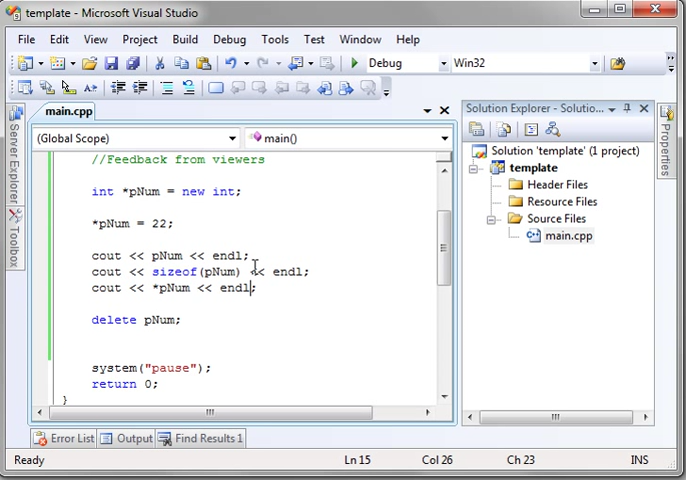 template - Microsoft Visual Studio
File Edit View Project Build Debug Tools Test Window Help
Debug Win32
main.cpp
Solution Explorer - Solutio...
(Global Scope) main()
Server Explorer
Toolbox
Properties
//Feedback from viewers
int *pNum = new int;
*pNum = 22;
cout << pNum << endl;
cout << sizeof(pNum) << endl;
cout << *pNum << endl;
delete pNum;
system("pause");
return 0;
}
Solution 'template' (1 project)
template
Header Files
Resource Files
Source Files
main.cpp
Error List Output Find Results 1
Ready Ln 15 Col 26 Ch 23 INS